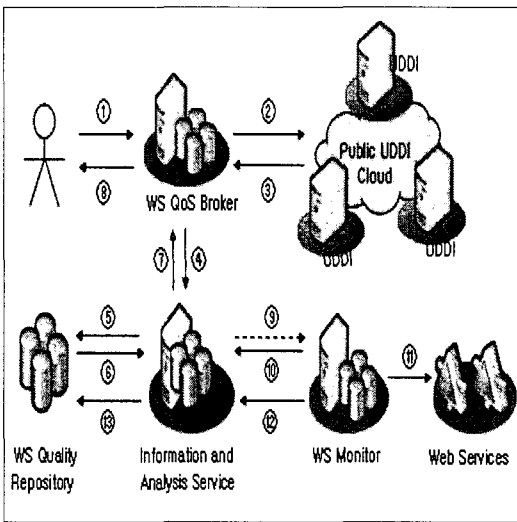 UDDI
① ②
Public UDDI
Cloud
⑧ ③
WS QoS Broker
UDDI UDDI
⑦ ④
⑤ ⑨
⑥ ⑩ ⑪
⑬ ⑫
WS Quality
Repository
Information and
Analysis Service
WS Monitor
Web Services